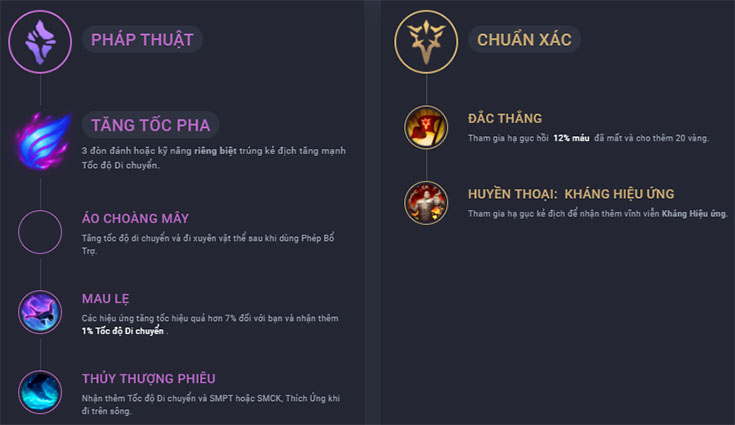 PHÁP THUẬT
TĂNG TỐC PHA
3 đòn đánh hoặc kỹ năng riêng biệt trúng kẻ địch tăng mạnh
Tốc độ Di chuyển.
ÁO CHOÀNG MÂY
Tăng tốc độ di chuyển và đi xuyên vật thể sau khi dùng Phép Bổ
Trợ.
MAU LẸ
Các hiệu ứng tăng tốc hiệu quả hơn 7% đối với bạn và nhận thêm
1% Tốc độ Di chuyển .
THỦY THƯỢNG PHIÊU
Nhận thêm Tốc độ Di chuyển và SMPT hoặc SMCK, Thích Ứng khi
đi trên sông.
CHUẨN XÁC
ĐẮC THẮNG
Tham gia hạ gục hồi 12% máu đã mất và cho thêm 20 vàng.
HUYỀN THOẠI: KHÁNG HIỆU ỨNG
Tham gia hạ gục kẻ địch để nhận thêm vĩnh viễn Kháng Hiệu ứng.